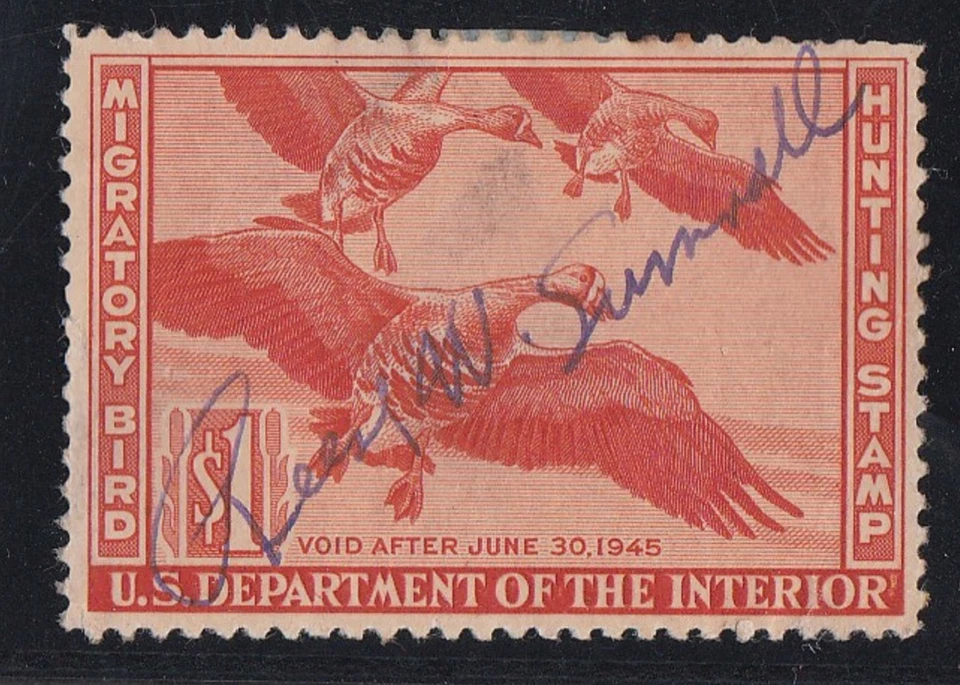 MIGRATORY BIRD
HUNTING STAMP
$1
VOID AFTER JUNE 30, 1945
U.S. DEPARTMENT OF THE INTERIOR
W.